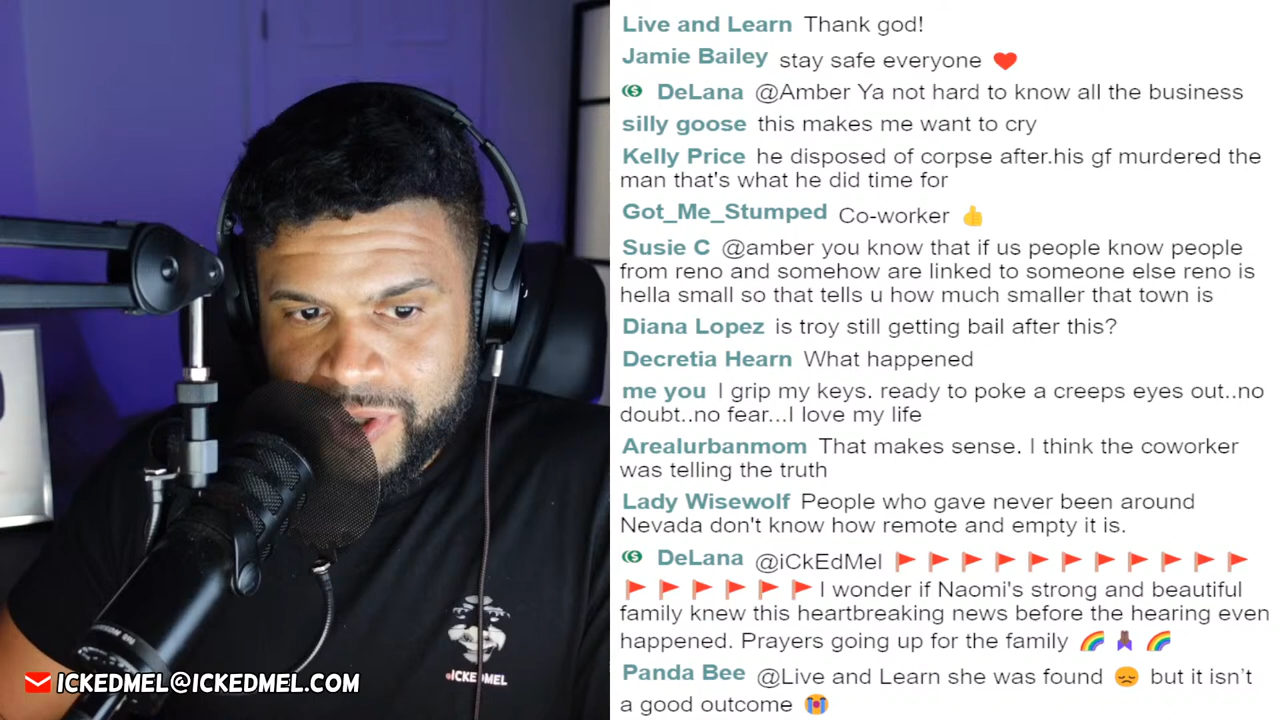 Live and Learn Thank god!
Jamie Bailey stay safe everyone ❤️
DeLana @Amber Ya not hard to know all the business
silly goose this makes me want to cry
Kelly Price he disposed of corpse after.his gf murdered the
man that's what he did time for
Got_Me_Stumped Co-worker 👍
Susie C @amber you know that if us people know people
from reno and somehow are linked to someone else reno is
hella small so that tells u how much smaller that town is
Diana Lopez is troy still getting bail after this?
Decretia Hearn What happened
me you I grip my keys. ready to poke a creeps eyes out..no
doubt..no fear...I love my life
Arealurbanmom That makes sense. I think the coworker
was telling the truth
Lady Wisewolf People who gave never been around
Nevada don't know how remote and empty it is.
DeLana @iCkEdMel 🚩🚩🚩🚩🚩🚩🚩🚩🚩🚩🚩
🚩🚩🚩🚩🚩🚩 I wonder if Naomi's strong and beautiful
family knew this heartbreaking news before the hearing even
happened. Prayers going up for the family 🌈🙏🏾🌈
Panda Bee @Live and Learn she was found 😞 but it isn't
a good outcome 😭
ICKEDMEL
ICKEDMEL@ICKEDMEL.COM